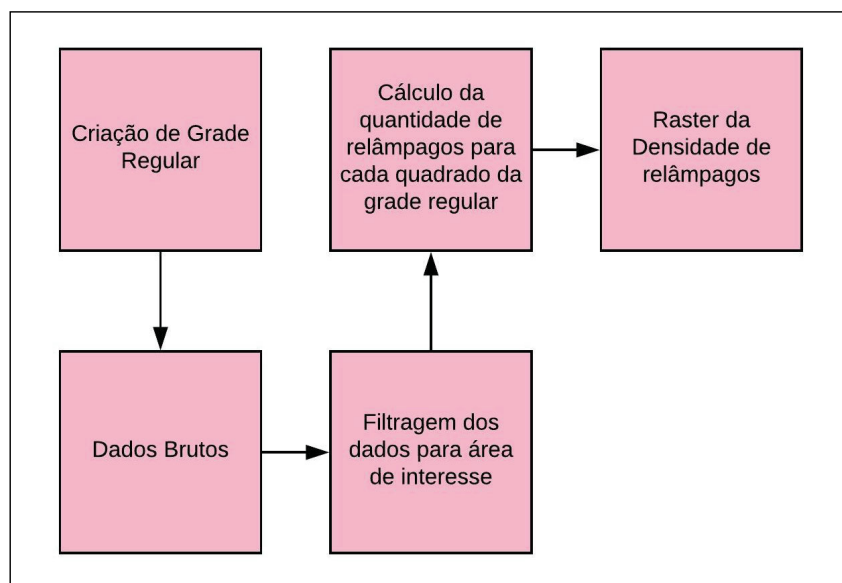 Criação de Grade
Regular
Dados Brutos
Filtragem dos
dados para área
de interesse
Cálculo da
quantidade de
relâmpagos para
cada quadrado da
grade regular
Raster da
Densidade de
relâmpagos